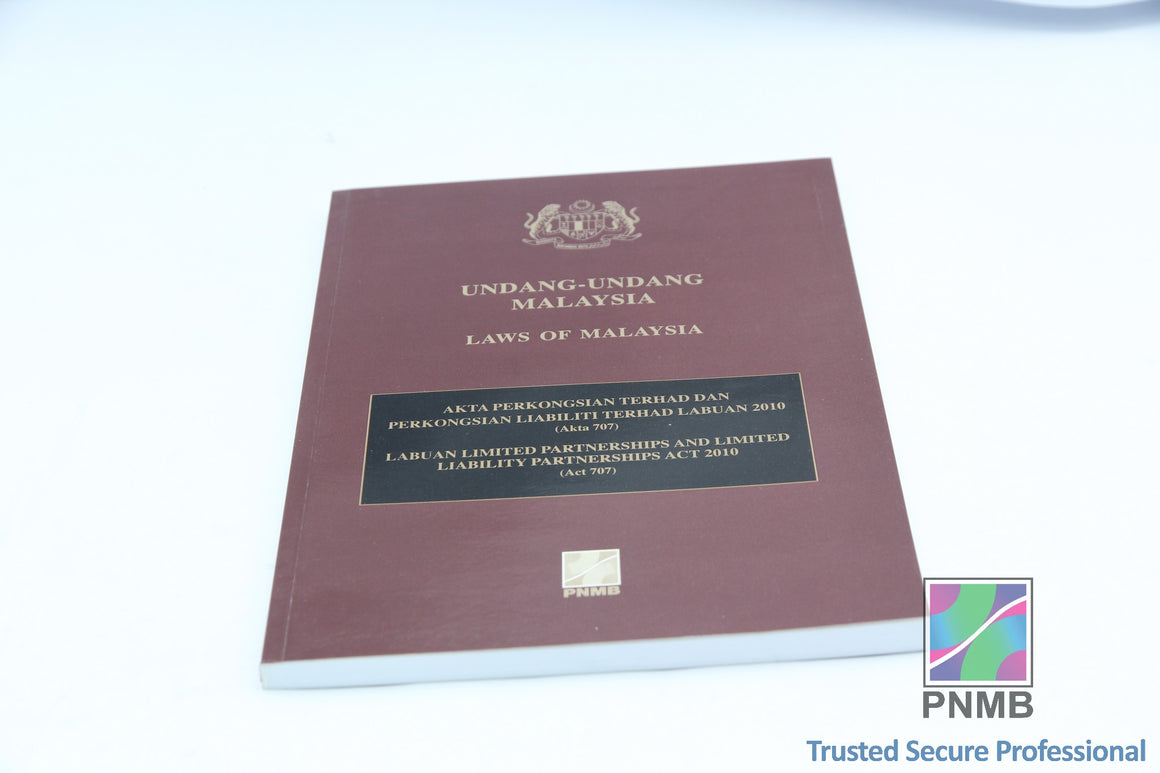 UNDANG-UNDANG
MALAYSIA
LAWS OF MALAYSIA
AKTA PERKONGSIAN TERHAD DAN
PERKONGSIAN LIABILITI TERHAD LABUAN 2010
(Akta 707)
LABUAN LIMITED PARTNERSHIPS AND LIMITED
LIABILITY PARTNERSHIPS ACT 2010
(Act 707)
PNMB
PNMB
Trusted Secure Professional